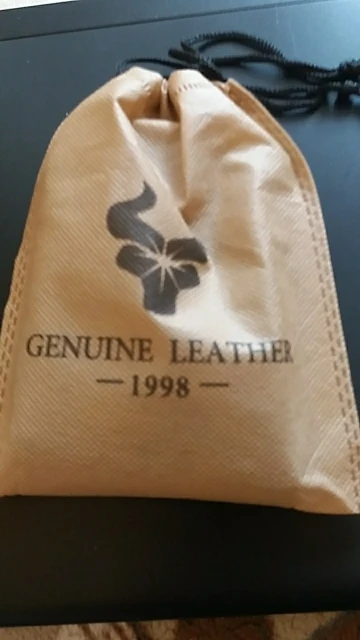 GENUINE LEATHER
— 1998 —